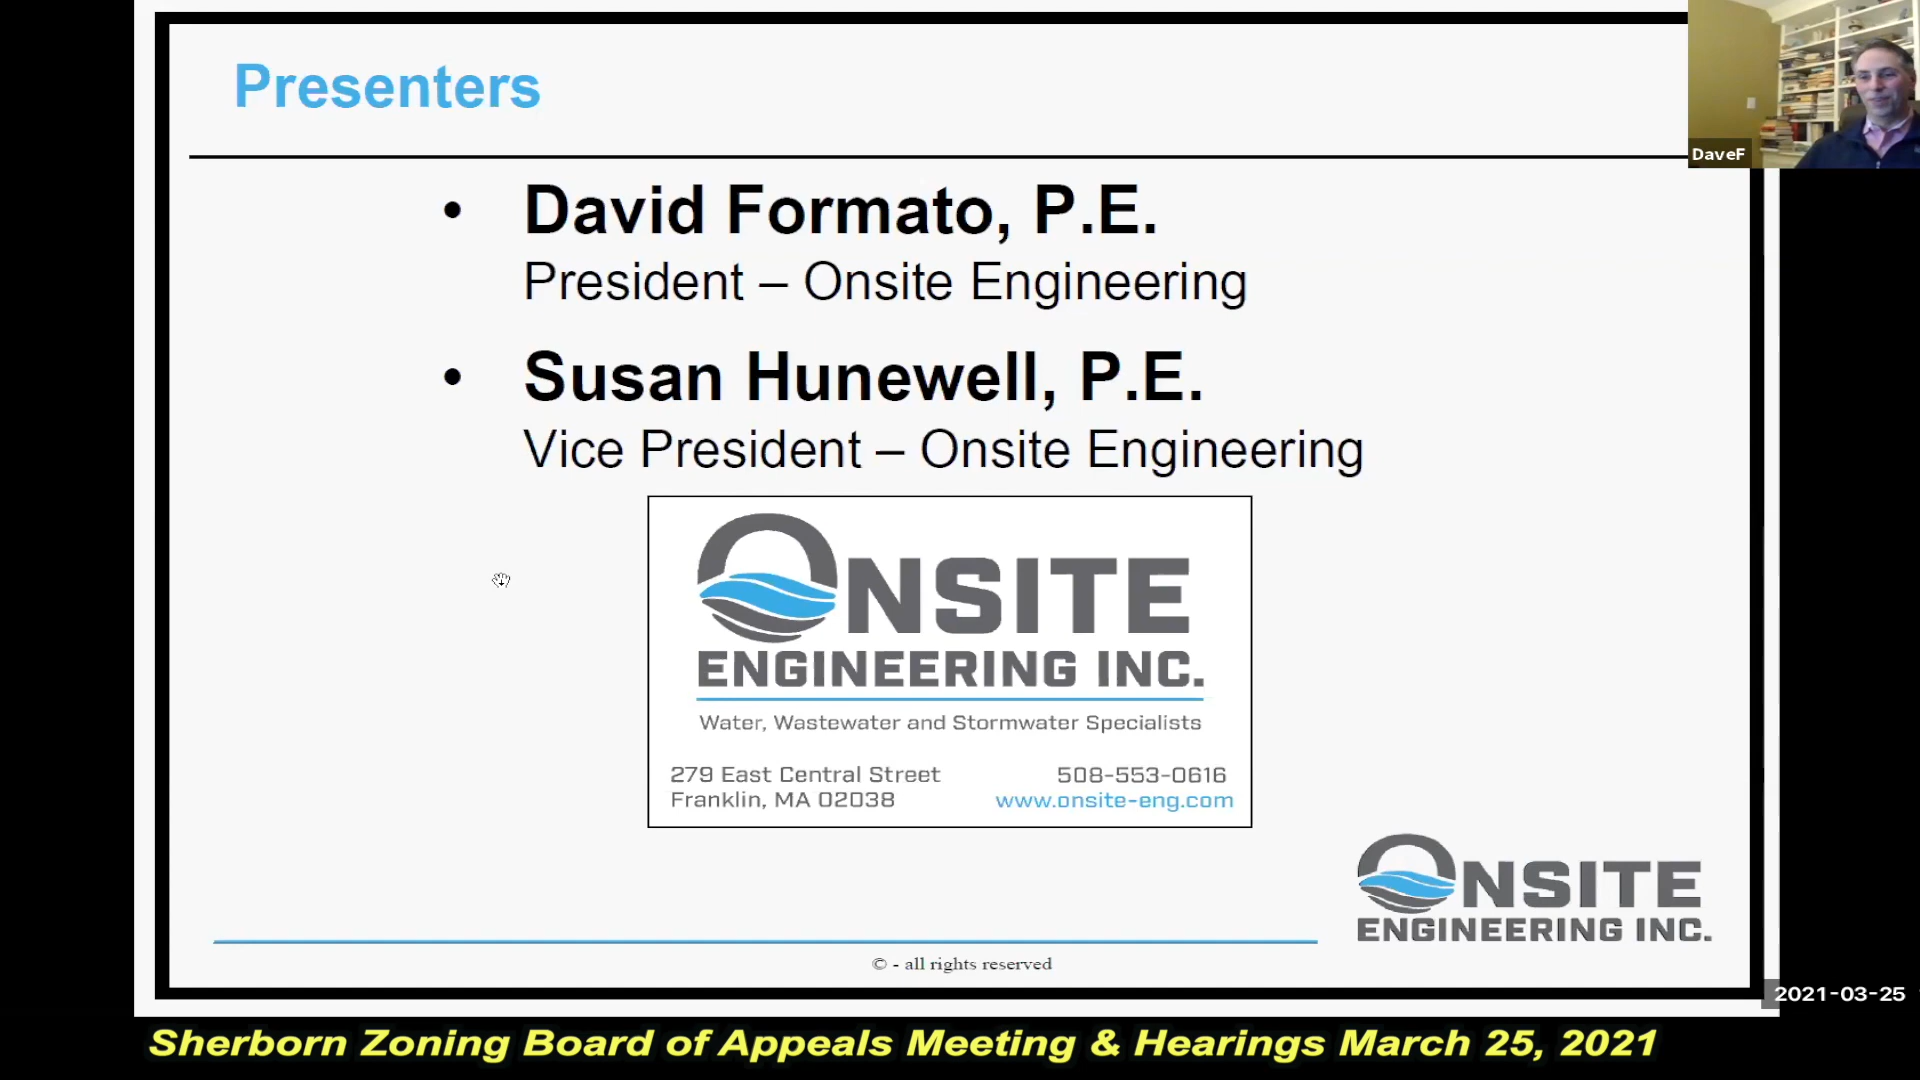 Presenters
DaveF
• David Formato, P.E.
President – Onsite Engineering
• Susan Hunewell, P.E.
Vice President – Onsite Engineering
ONSITE
ENGINEERING INC.
Water, Wastewater and Stormwater Specialists
279 East Central Street 508-553-0616
Franklin, MA 02038 www.onsite-eng.com
ONSITE
ENGINEERING INC.
© - all rights reserved
2021-03-25
Sherborn Zoning Board of Appeals Meeting & Hearings March 25, 2021